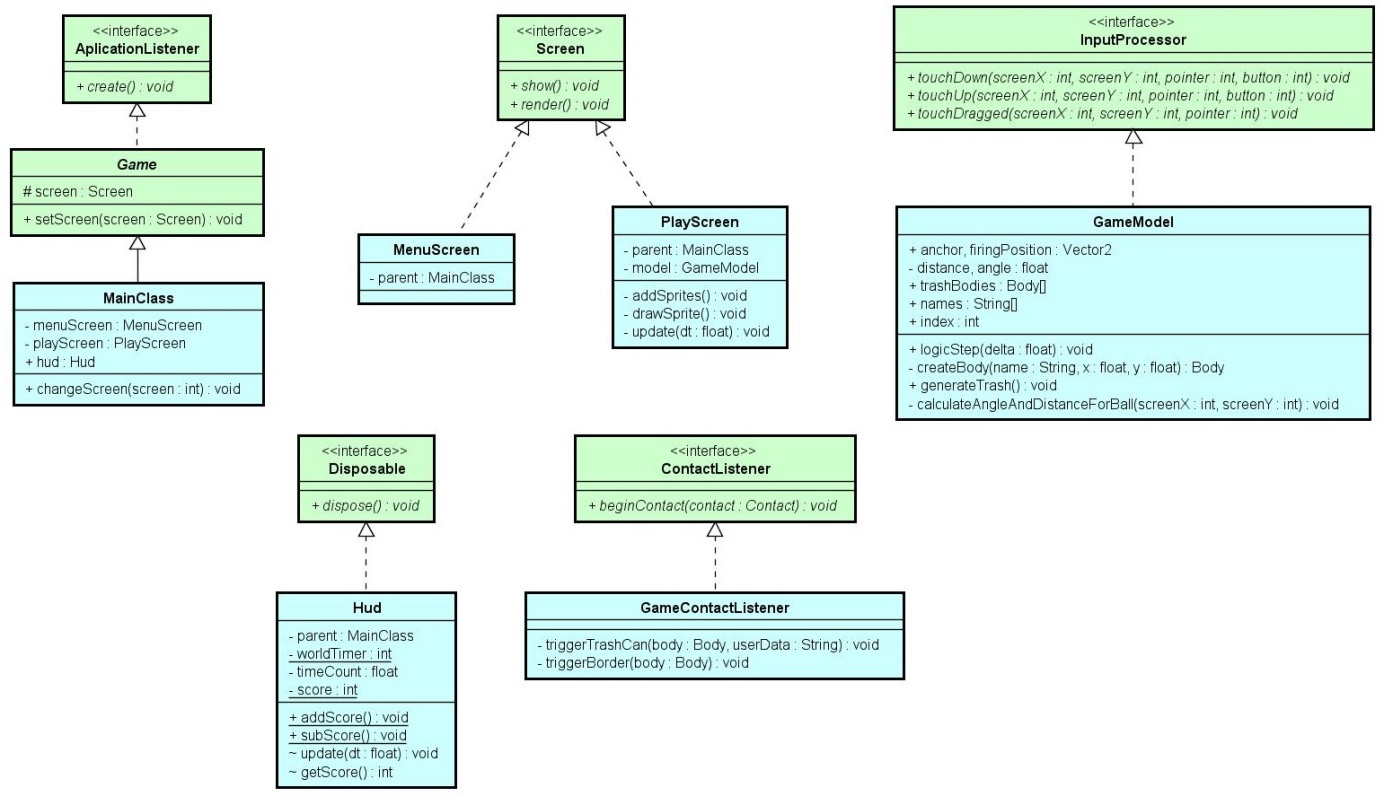 <<interface>>
AplicationListener
+ create() : void
Game
# screen : Screen
+ setScreen(screen : Screen) : void
MainClass
- menuScreen : MenuScreen
- playScreen : PlayScreen
+ hud : Hud
+ changeScreen(screen : int) : void
<<interface>>
Screen
+ show() : void
+ render() : void
MenuScreen
- parent : MainClass
PlayScreen
- parent : MainClass
- model : GameModel
- addSprites() : void
- drawSprite() : void
- update(dt : float) : void
<<interface>>
InputProcessor
+ touchDown(screenX : int, screenY : int, pointer : int, button : int) : void
+ touchUp(screenX : int, screenY : int, pointer : int, button : int) : void
+ touchDragged(screenX : int, screenY : int, pointer : int) : void
GameModel
+ anchor, firingPosition : Vector2
- distance, angle : float
+ trashBodies : Body[]
+ names : String[]
+ index : int
+ logicStep(delta : float) : void
- createBody(name : String, x : float, y : float) : Body
+ generateTrash() : void
- calculateAngleAndDistanceForBall(screenX : int, screenY : int) : void
<<interface>>
Disposable
+ dispose() : void
Hud
- parent : MainClass
- worldTimer : int
- timeCount : float
- score : int
+ addScore() : void
+ subScore() : void
~ update(dt : float) : void
~ getScore() : int
<<interface>>
ContactListener
+ beginContact(contact : Contact) : void
GameContactListener
- triggerTrashCan(body : Body, userData : String) : void
- triggerBorder(body : Body) : void